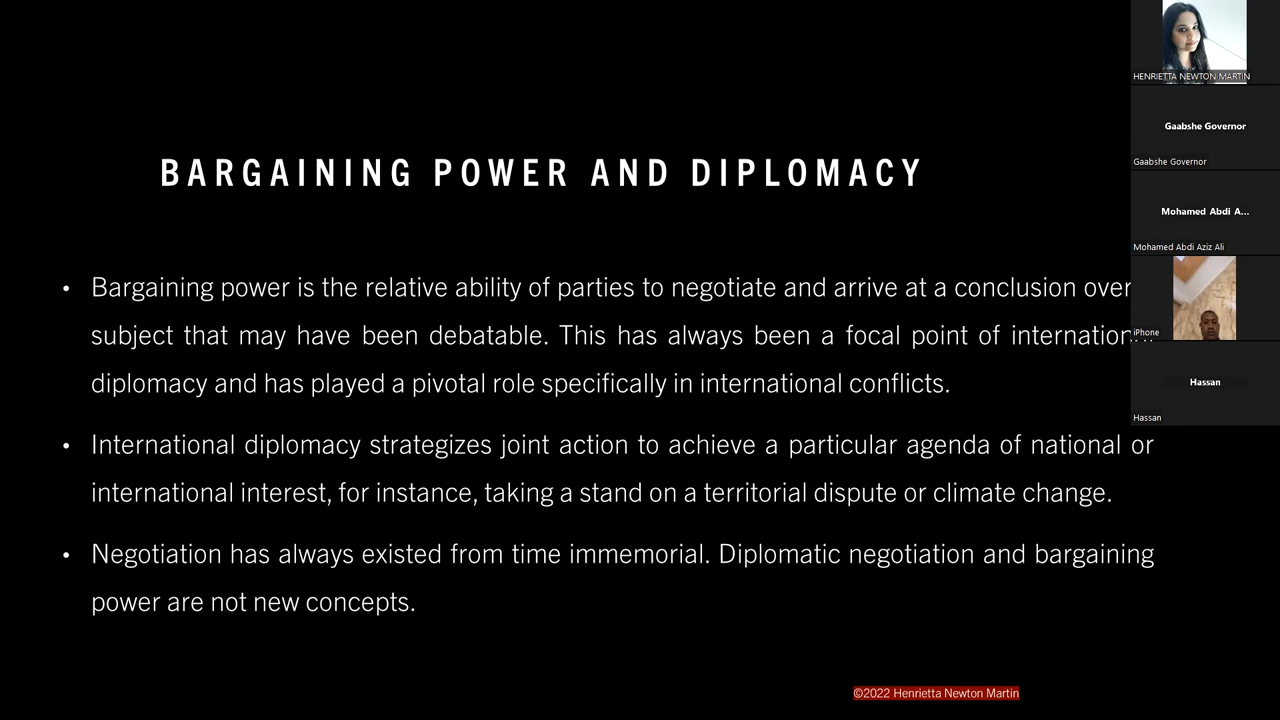 BARGAINING POWER AND DIPLOMACY
• Bargaining power is the relative ability of parties to negotiate and arrive at a conclusion over
subject that may have been debatable. This has always been a focal point of internation
diplomacy and has played a pivotal role specifically in international conflicts.
• International diplomacy strategizes joint action to achieve a particular agenda of national or
international interest, for instance, taking a stand on a territorial dispute or climate change.
• Negotiation has always existed from time immemorial. Diplomatic negotiation and bargaining
power are not new concepts.
©2022 Henrietta Newton Martin
HENRIETTA NEWTON MARTIN
Gaabshe Governor
Gaabshe Governor
Mohamed Abdi A...
Mohamed Abdi Aziz Ali
iPhone
Hassan
Hassan